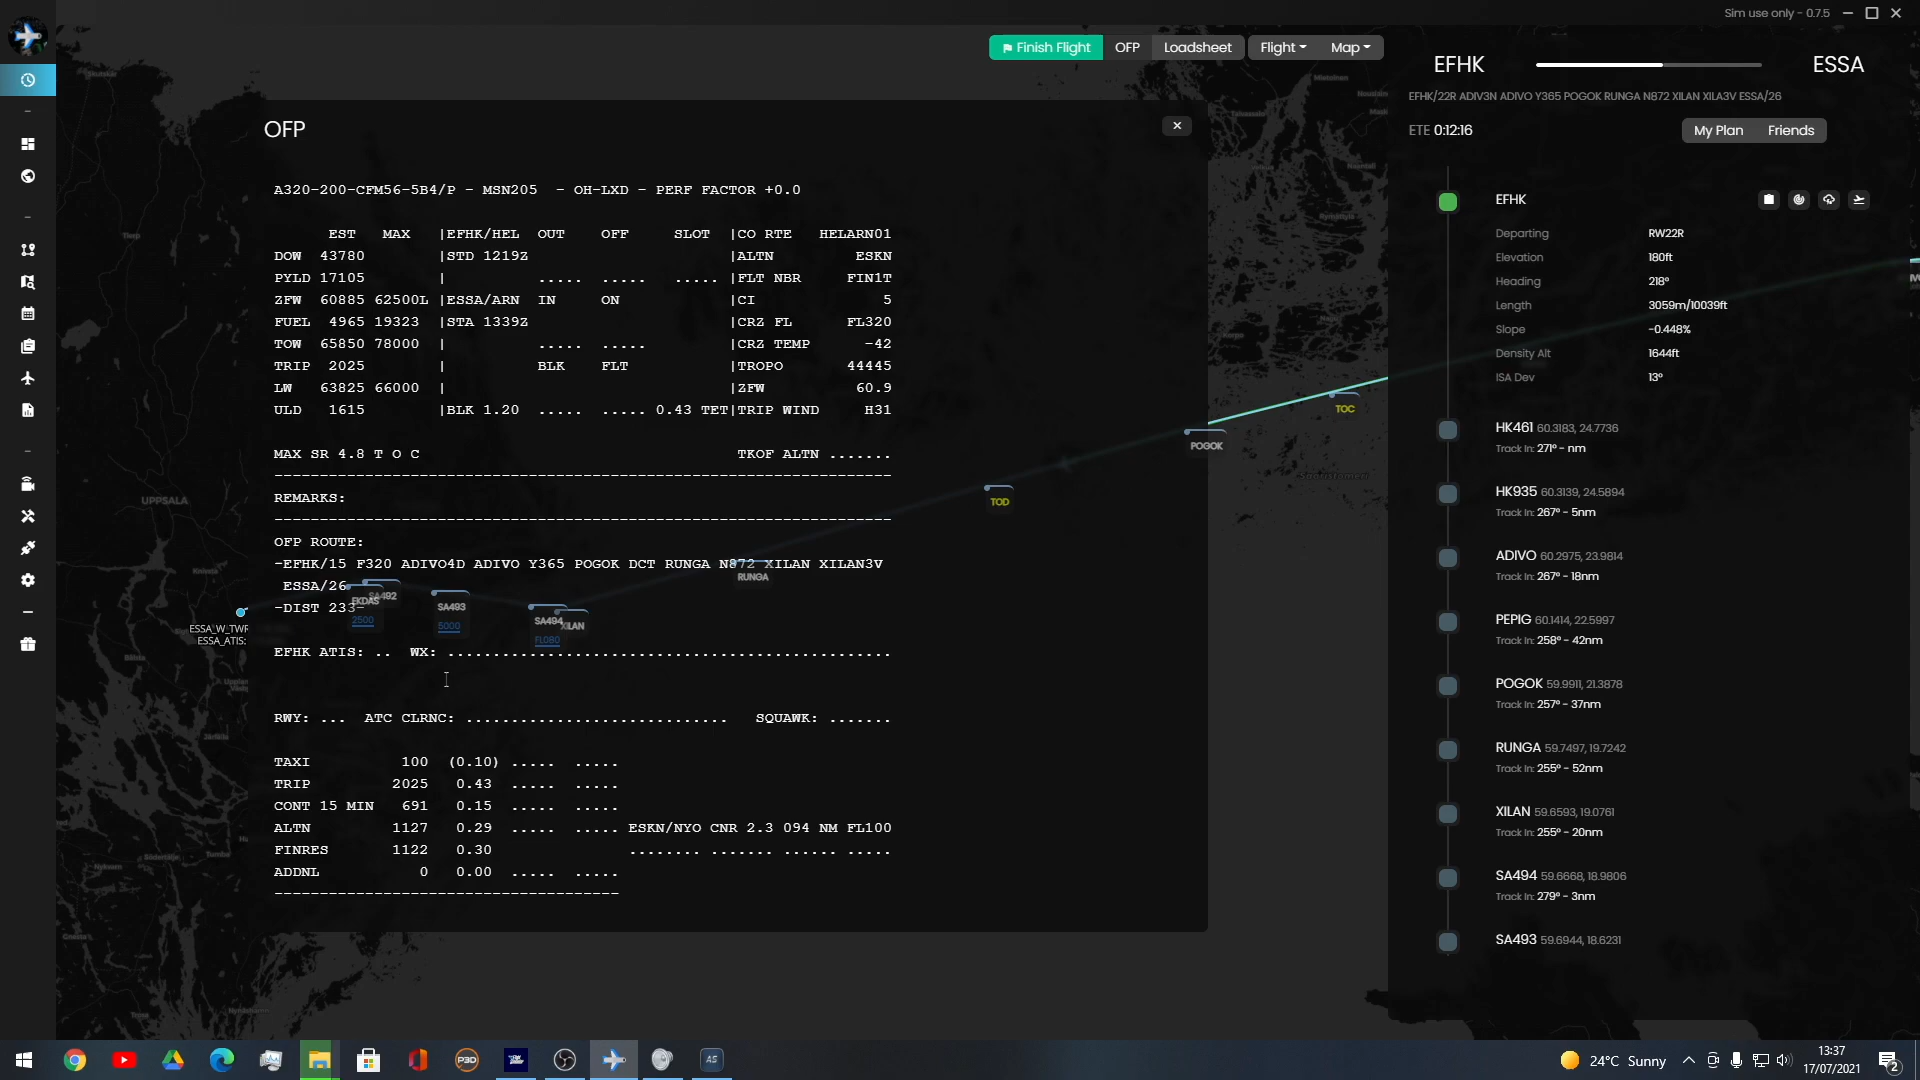 Sim use only - 0.7.5
Finish Flight
OFP
Loadsheet
Flight
Map
EFHK
ESSA
EFHK/22R ADIV3N ADIVO Y365 POGOK RUNGA N872 XILAN XILA3V ESSA/26
ETE 0:12:16
My Plan
Friends
OFP
A320-200-CFM56-5B4/P - MSN205 - OH-LXD - PERF FACTOR +0.0
EST MAX |EFHK/HEL OUT OFF SLOT |CO RTE HELARN01
DOW 43780 |STD 1219Z |ALTN ESKN
PYLD 17105 | ..... ..... ..... |FLT NBR FIN1T
ZFW 60885 62500L |ESSA/ARN IN ON |CI 5
FUEL 4965 19323 |STA 1339Z |CRZ FL FL320
TOW 65850 78000 | ..... ..... |CRZ TEMP -42
TRIP 2025 | BLK FLT |TROPO 44445
LW 63825 66000 | |ZFW 60.9
ULD 1615 |BLK 1.20 ..... ..... 0.43 TET|TRIP WIND H31
MAX SR 4.8 T O C TKOF ALTN .......
REMARKS:
OFP ROUTE:
-EFHK/15 F320 ADIVO4D ADIVO Y365 POGOK DCT RUNGA N872 XILAN XILAN3V
ESSA/26
-DIST 233-
EFHK ATIS: .. WX: .................................................
RWY: ... ATC CLRNC: ............................. SQUAWK: .......
TAXI 100 (0.10) ..... .....
TRIP 2025 0.43 ..... .....
CONT 15 MIN 691 0.15 ..... .....
ALTN 1127 0.29 ..... ..... ESKN/NYO CNR 2.3 094 NM FL100
FINRES 1122 0.30 ........ ....... ...... .....
ADDNL 0 0.00 ..... .....
TOC
POGOK
TOD
RUNGA
UPPSALA
SA492
EKDAS
2500
SA493
5000
SA494
XILAN
FL080
ESSA_W_TWR
ESSA_ATIS:
EFHK
Departing RW22R
Elevation 180ft
Heading 218°
Length 3059m/10039ft
Slope -0.448%
Density Alt 1644ft
ISA Dev 13°
HK461 60.3183, 24.7736
Track In: 271° - nm
HK935 60.3139, 24.5894
Track In: 267° - 5nm
ADIVO 60.2975, 23.9814
Track In: 267° - 18nm
PEPIG 60.1414, 22.5997
Track In: 258° - 42nm
POGOK 59.9911, 21.3878
Track In: 257° - 37nm
RUNGA 59.7497, 19.7242
Track In: 255° - 52nm
XILAN 59.6593, 19.0761
Track In: 255° - 20nm
SA494 59.6668, 18.9806
Track In: 279° - 3nm
SA493 59.6944, 18.6231
P3D
AS
24°C Sunny
13:37
17/07/2021
2